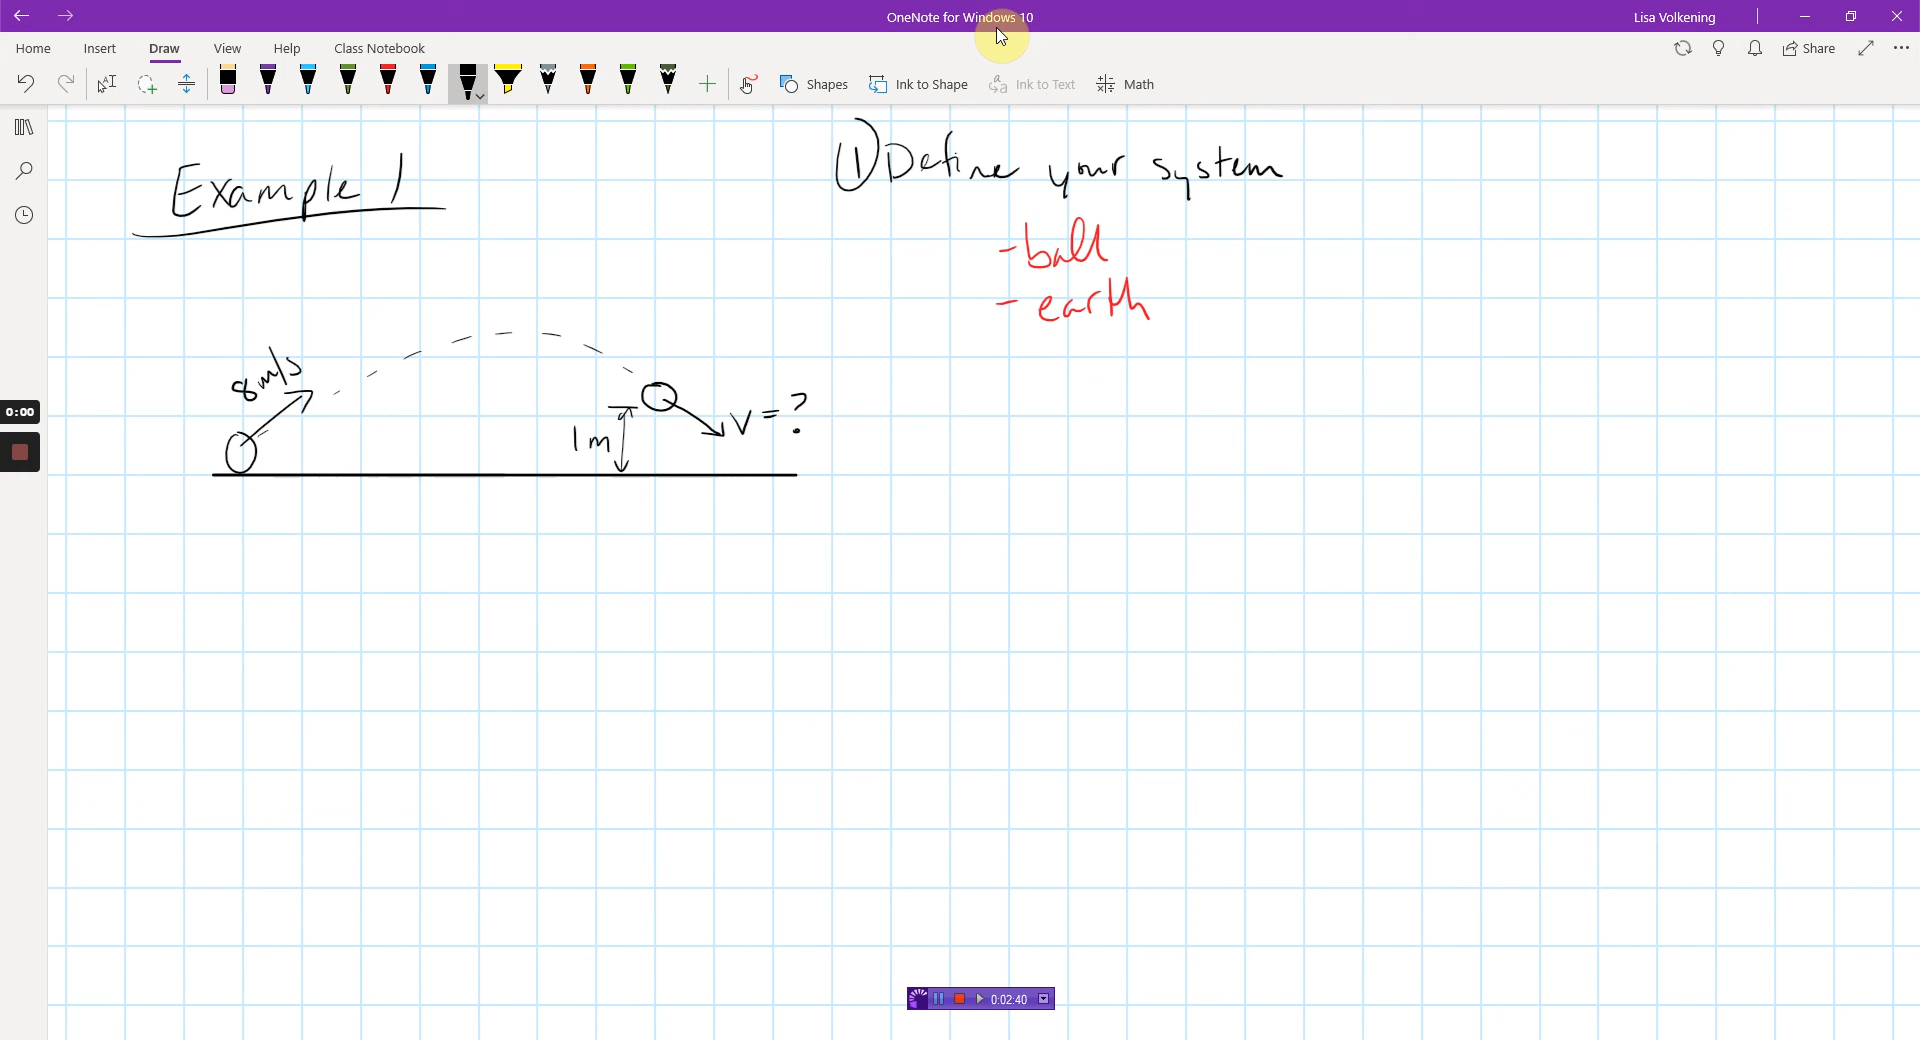 OneNote for Windows 10
Lisa Volkening
Home Insert Draw View Help Class Notebook
Share
Shapes Ink to Shape Ink to Text Math
Example 1
① Define your system
- ball
- earth
8 m/s
0:00
1 m
V = ?
0:02:40